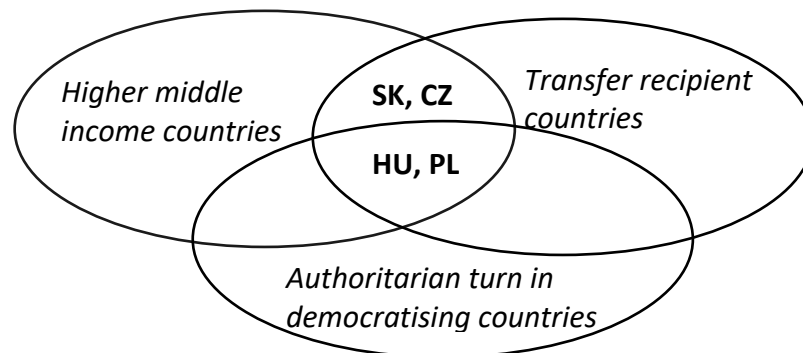 Higher middle
income countries
SK, CZ
Transfer recipient
countries
HU, PL
Authoritarian turn in
democratising countries